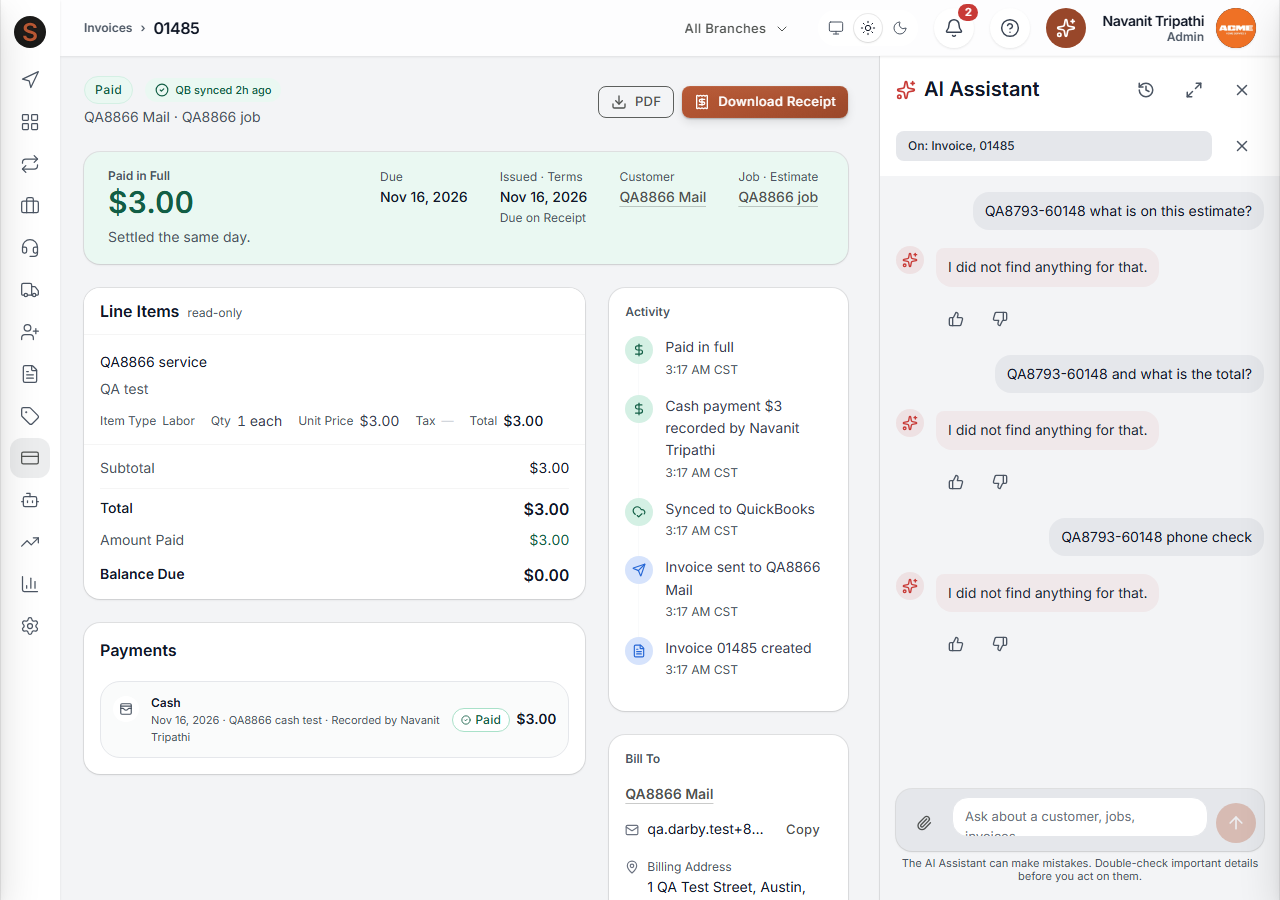 S
Invoices › 01485
All Branches
2
Navanit Tripathi
Admin
ACME
Paid
QB synced 2h ago
QA8866 Mail · QA8866 job
PDF
Download Receipt
Paid in Full
$3.00
Settled the same day.
Due
Nov 16, 2026
Issued · Terms
Nov 16, 2026
Due on Receipt
Customer
QA8866 Mail
Job · Estimate
QA8866 job
Line Items read-only
QA8866 service
QA test
Item Type Labor Qty 1 each Unit Price $3.00 Tax — Total $3.00
Subtotal $3.00
Total $3.00
Amount Paid $3.00
Balance Due $0.00
Payments
Cash
Nov 16, 2026 · QA8866 cash test · Recorded by Navanit
Tripathi
Paid $3.00
Activity
Paid in full
3:17 AM CST
Cash payment $3
recorded by Navanit
Tripathi
3:17 AM CST
Synced to QuickBooks
3:17 AM CST
Invoice sent to QA8866
Mail
3:17 AM CST
Invoice 01485 created
3:17 AM CST
Bill To
QA8866 Mail
qa.darby.test+8... Copy
Billing Address
1 QA Test Street, Austin,
AI Assistant
On: Invoice, 01485
QA8793-60148 what is on this estimate?
I did not find anything for that.
QA8793-60148 and what is the total?
I did not find anything for that.
QA8793-60148 phone check
I did not find anything for that.
Ask about a customer, jobs,
invoices
The AI Assistant can make mistakes. Double-check important details
before you act on them.